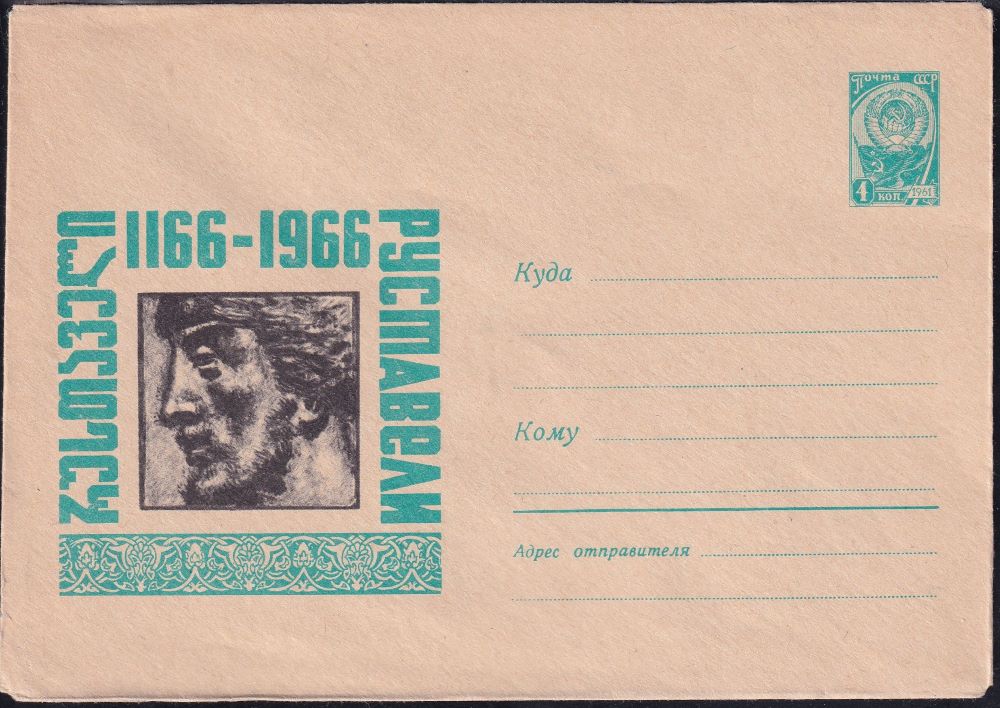 Почта СССР
4 коп. 1961
1166-1966
რუსთაველი
РУСТАВЕЛИ
Куда
Кому
Адрес отправителя